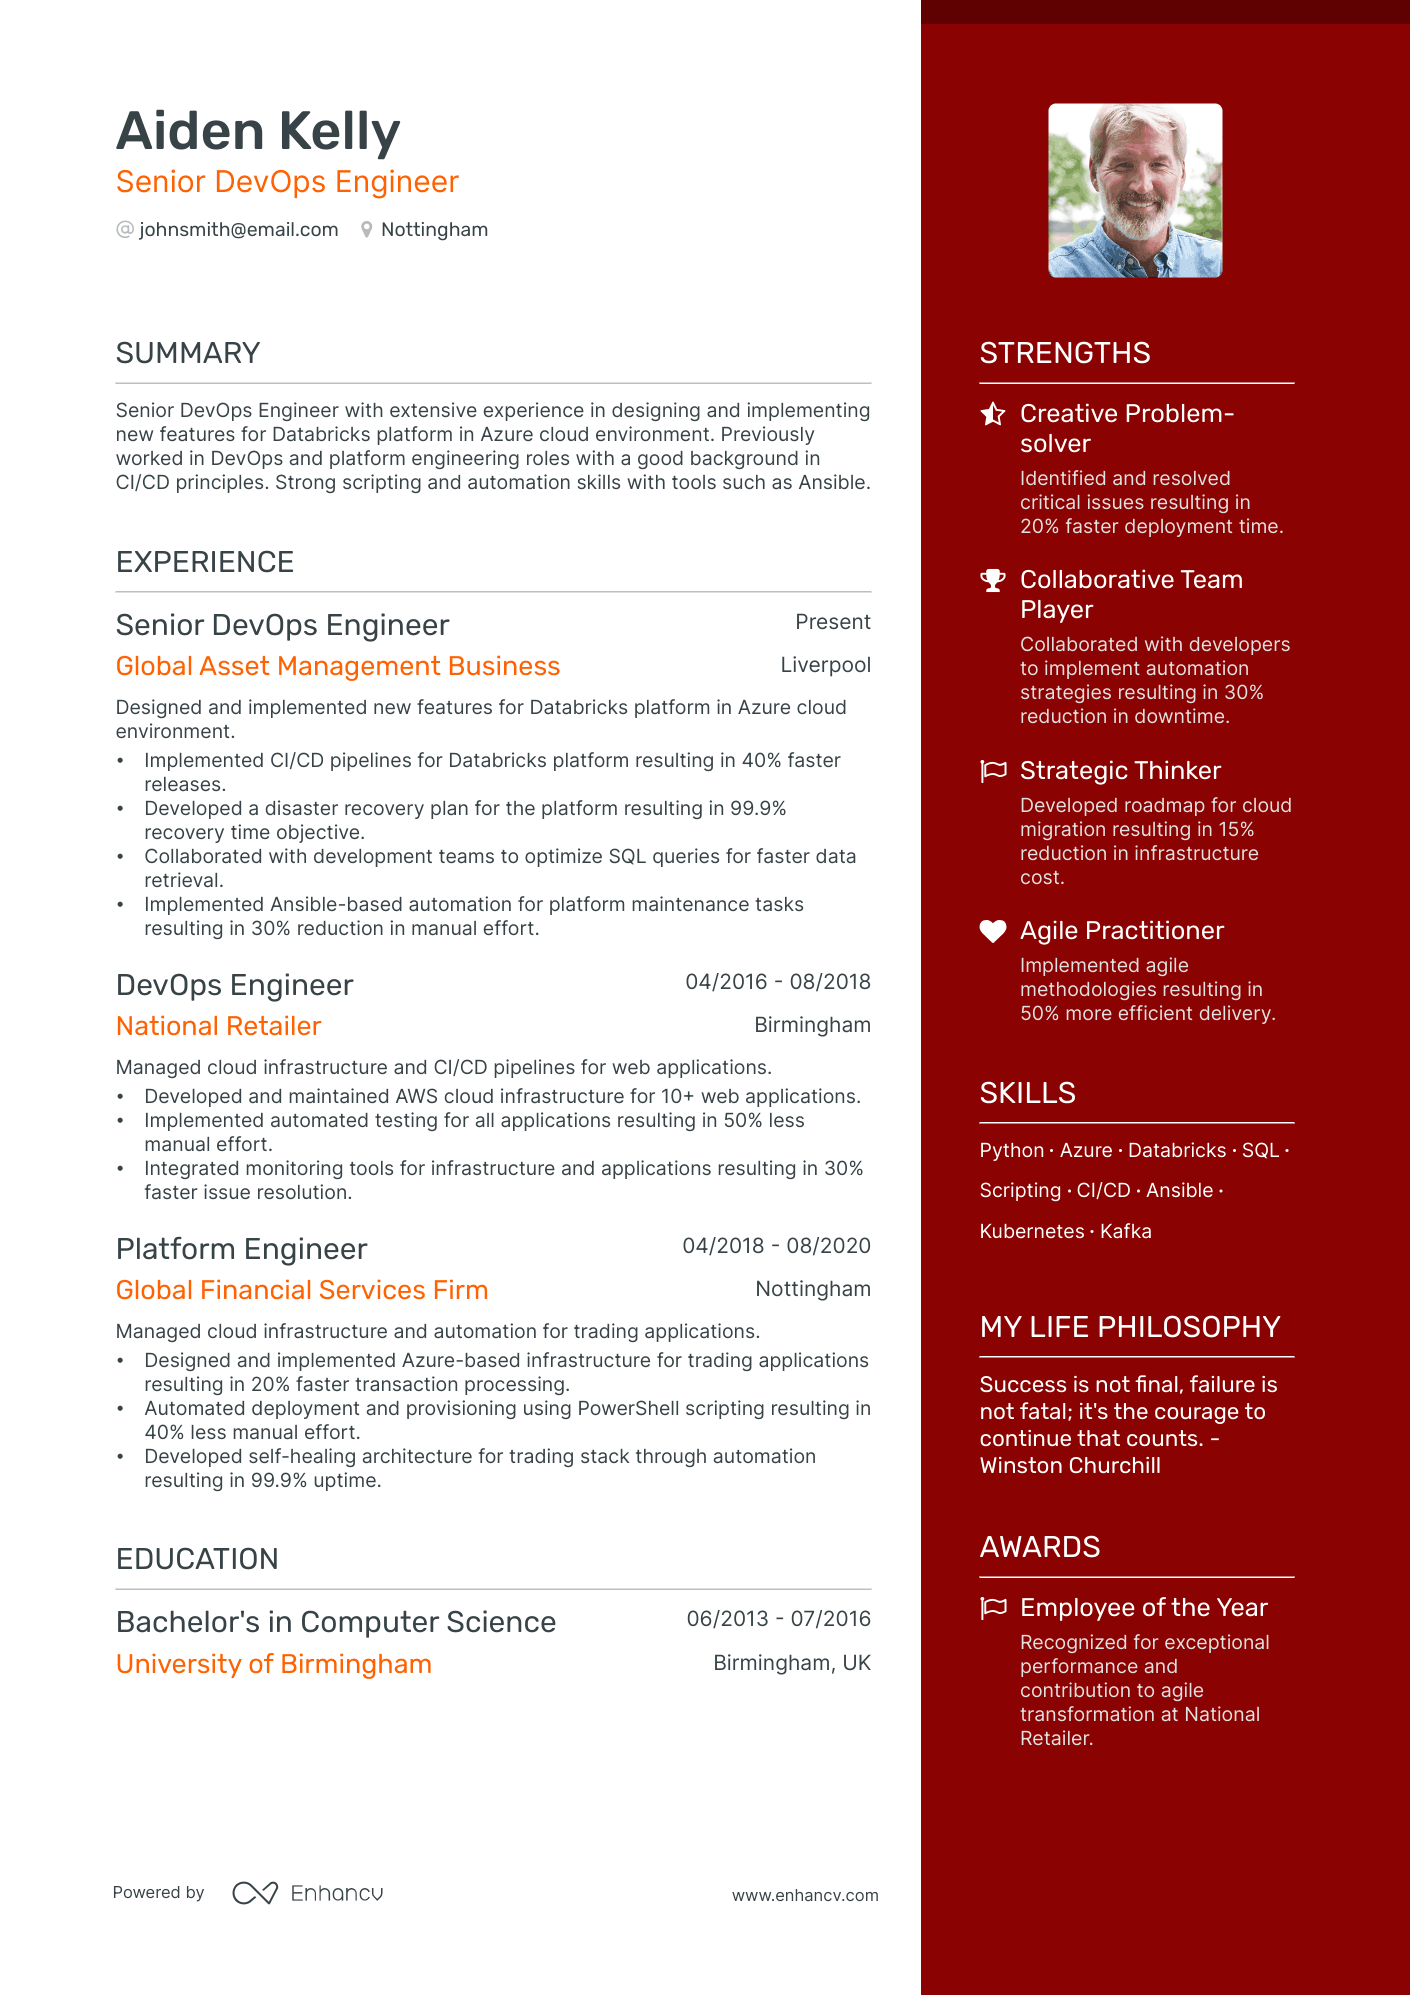 Aiden Kelly
Senior DevOps Engineer
@ johnsmith@email.com Nottingham
SUMMARY
Senior DevOps Engineer with extensive experience in designing and implementing
new features for Databricks platform in Azure cloud environment. Previously
worked in DevOps and platform engineering roles with a good background in
CI/CD principles. Strong scripting and automation skills with tools such as Ansible.
EXPERIENCE
Senior DevOps Engineer Present
Global Asset Management Business Liverpool
Designed and implemented new features for Databricks platform in Azure cloud
environment.
• Implemented CI/CD pipelines for Databricks platform resulting in 40% faster
releases.
• Developed a disaster recovery plan for the platform resulting in 99.9%
recovery time objective.
• Collaborated with development teams to optimize SQL queries for faster data
retrieval.
• Implemented Ansible-based automation for platform maintenance tasks
resulting in 30% reduction in manual effort.
DevOps Engineer 04/2016 - 08/2018
National Retailer Birmingham
Managed cloud infrastructure and CI/CD pipelines for web applications.
• Developed and maintained AWS cloud infrastructure for 10+ web applications.
• Implemented automated testing for all applications resulting in 50% less
manual effort.
• Integrated monitoring tools for infrastructure and applications resulting in 30%
faster issue resolution.
Platform Engineer 04/2018 - 08/2020
Global Financial Services Firm Nottingham
Managed cloud infrastructure and automation for trading applications.
• Designed and implemented Azure-based infrastructure for trading applications
resulting in 20% faster transaction processing.
• Automated deployment and provisioning using PowerShell scripting resulting in
40% less manual effort.
• Developed self-healing architecture for trading stack through automation
resulting in 99.9% uptime.
EDUCATION
Bachelor's in Computer Science 06/2013 - 07/2016
University of Birmingham Birmingham, UK
STRENGTHS
Creative Problem-
solver
Identified and resolved
critical issues resulting in
20% faster deployment time.
Collaborative Team
Player
Collaborated with developers
to implement automation
strategies resulting in 30%
reduction in downtime.
Strategic Thinker
Developed roadmap for cloud
migration resulting in 15%
reduction in infrastructure
cost.
Agile Practitioner
Implemented agile
methodologies resulting in
50% more efficient delivery.
SKILLS
Python · Azure · Databricks · SQL ·
Scripting · CI/CD · Ansible ·
Kubernetes · Kafka
MY LIFE PHILOSOPHY
Success is not final, failure is
not fatal; it's the courage to
continue that counts. -
Winston Churchill
AWARDS
Employee of the Year
Recognized for exceptional
performance and
contribution to agile
transformation at National
Retailer.
Powered by Enhancv www.enhancv.com